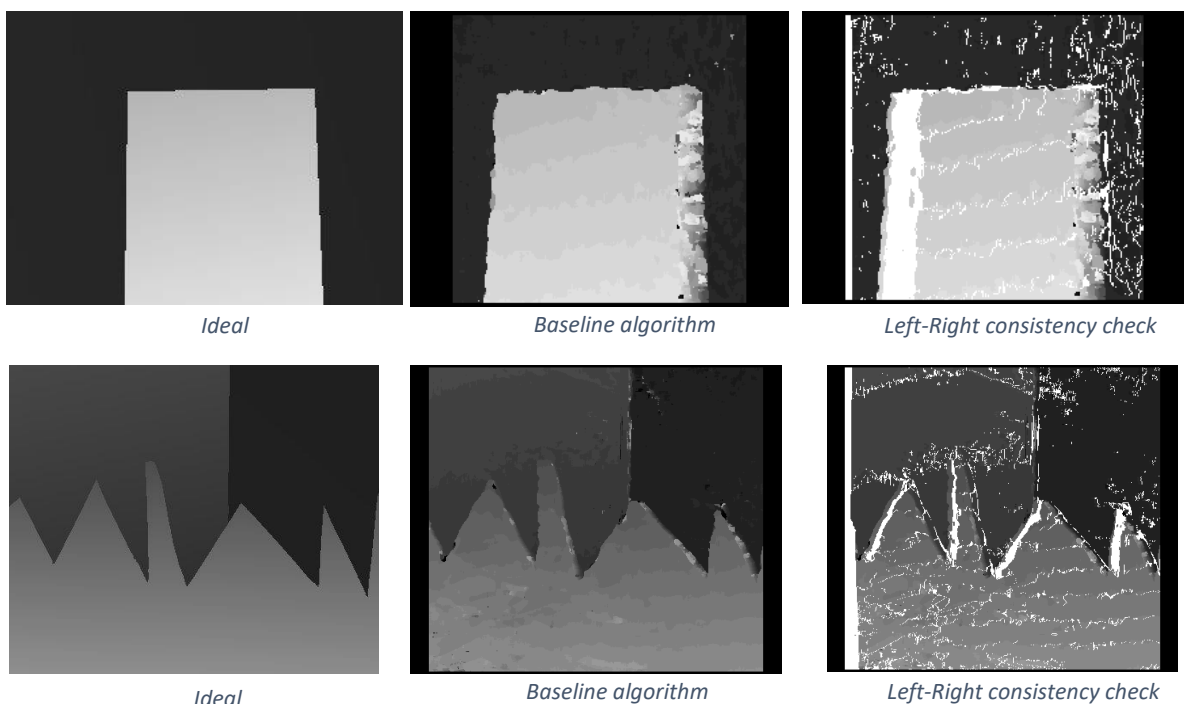 Ideal
Baseline algorithm
Left-Right consistency check
Ideal
Baseline algorithm
Left-Right consistency check